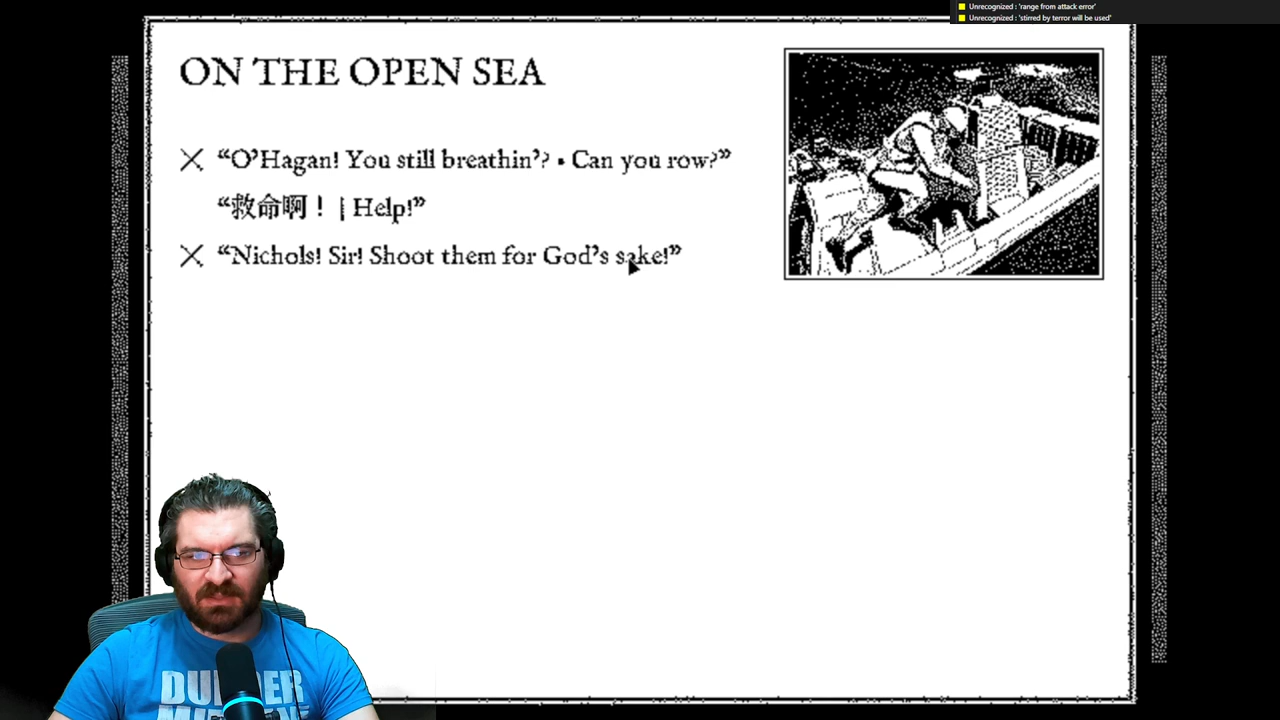 Unrecognized : 'range from attack error'
Unrecognized : 'stirred by terror will be used'
ON THE OPEN SEA
“O’Hagan! You still breathin’? • Can you row?”
“救命啊！ | Help!”
“Nichols! Sir! Shoot them for God’s sake!”